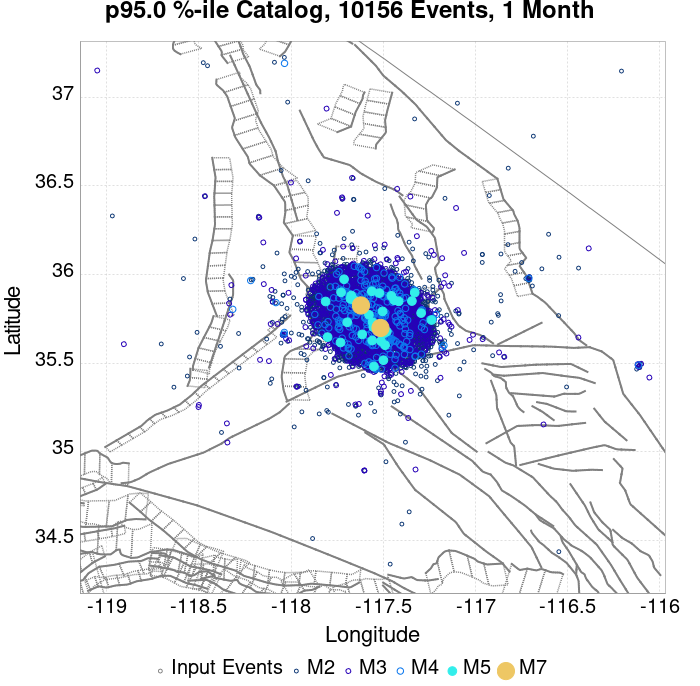 p95.0 %-ile Catalog, 10156 Events, 1 Month
37
36.5
36
35.5
35
34.5
Latitude
-119 -118.5 -118 -117.5 -117 -116.5 -116
Longitude
Input Events M2 M3 M4 M5 M7